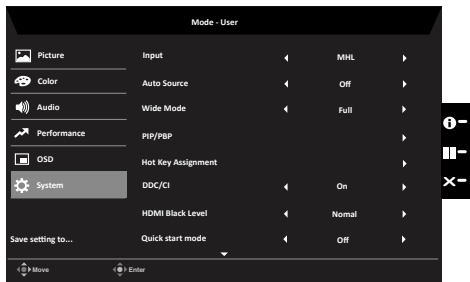 Mode - User
Picture
Input MHL
Color
Auto Source Off
Audio
Wide Mode Full
Performance
PIP/PBP
OSD
Hot Key Assignment
System
DDC/CI On
HDMI Black Level Nomal
Save setting to...
Quick start mode Off
Move Enter